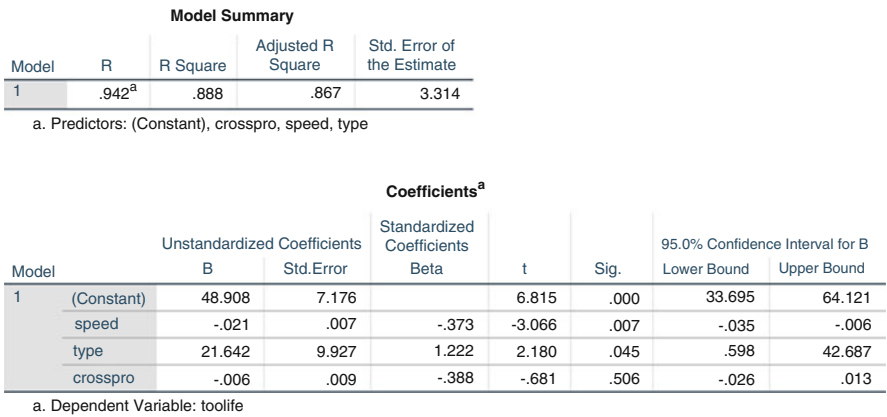 Model Summary
Model R R Square Adjusted R Square Std. Error of the Estimate
1 .942a .888 .867 3.314
a. Predictors: (Constant), crosspro, speed, type
Coefficientsa
Unstandardized Coefficients Standardized Coefficients 95.0% Confidence Interval for B
Model B Std.Error Beta t Sig. Lower Bound Upper Bound
1 (Constant) 48.908 7.176 6.815 .000 33.695 64.121
speed -.021 .007 -.373 -3.066 .007 -.035 -.006
type 21.642 9.927 1.222 2.180 .045 .598 42.687
crosspro -.006 .009 -.388 -.681 .506 -.026 .013
a. Dependent Variable: toolife